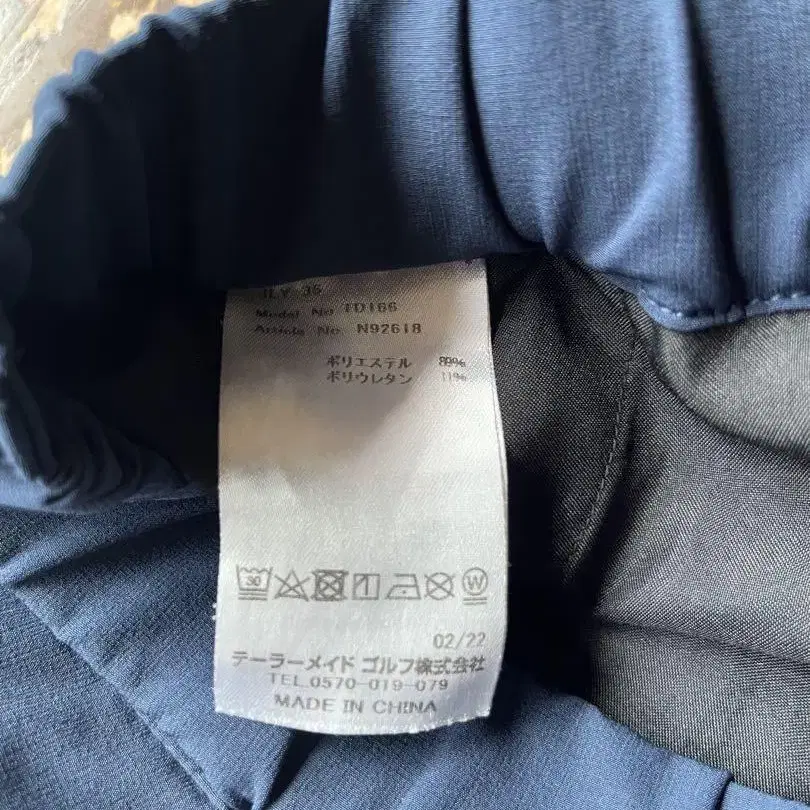 35
Model No TD166
Article No. N92618
ポリエステル 89%
ポリウレタン 11%
30
W
02/22
テーラーメイド ゴルフ株式会社
TEL.0570-019-079
MADE IN CHINA